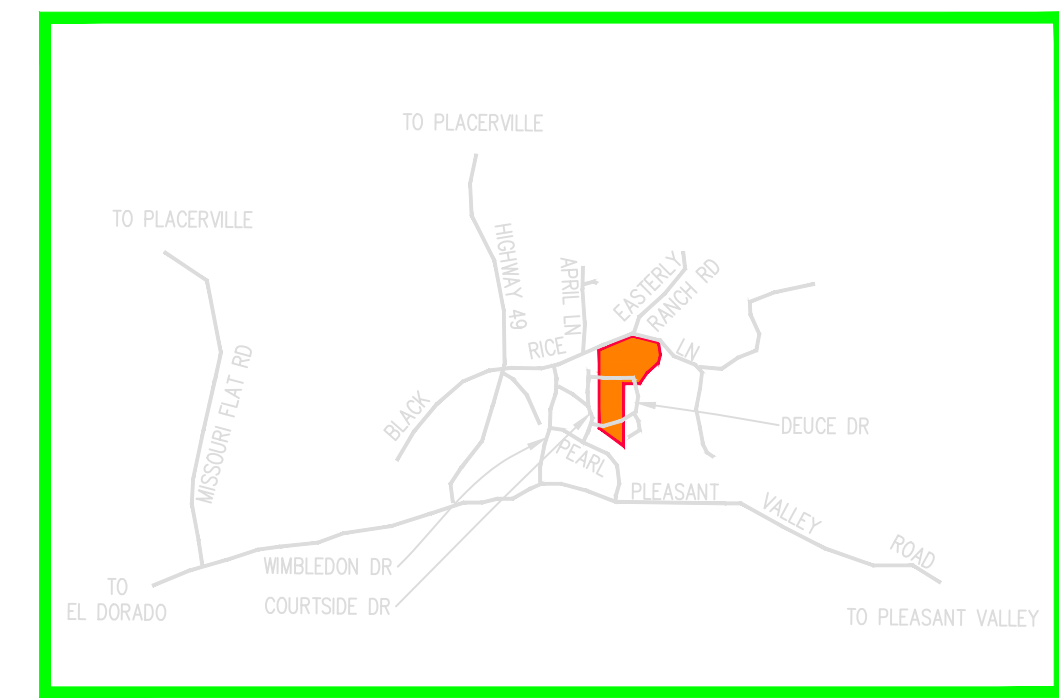 TO PLACERVILLE
TO PLACERVILLE
HIGHWAY 49
APRIL LN
EASTERLY
RANCH RD
MISSOURI FLAT RD
BLACK
RICE
LN
DEUCE DR
PEARL
PLEASANT
VALLEY
ROAD
WIMBLEDON DR
COURTSIDE DR
TO
EL DORADO
TO PLEASANT VALLEY